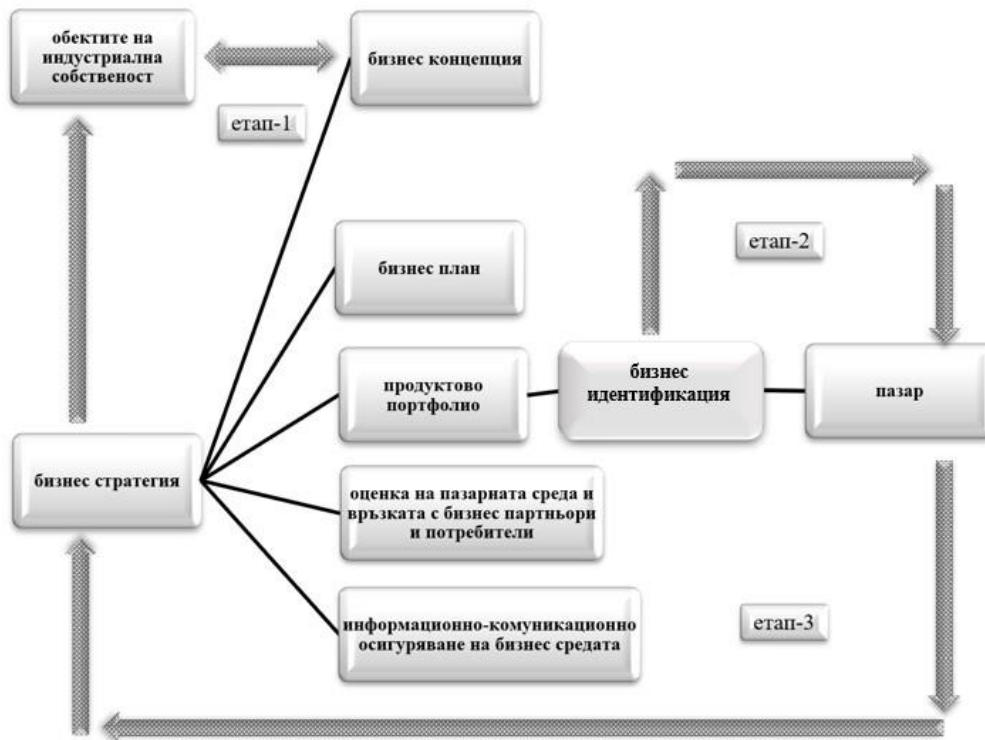 обектите на
индустриална
собственост
бизнес концепция
етап-1
етап-2
бизнес план
продуктово
портфолио
бизнес
идентификация
пазар
бизнес стратегия
оценка на пазарната среда и
връзката с бизнес партньори
и потребители
етап-3
информационно-комуникационно
осигуряване на бизнес средата